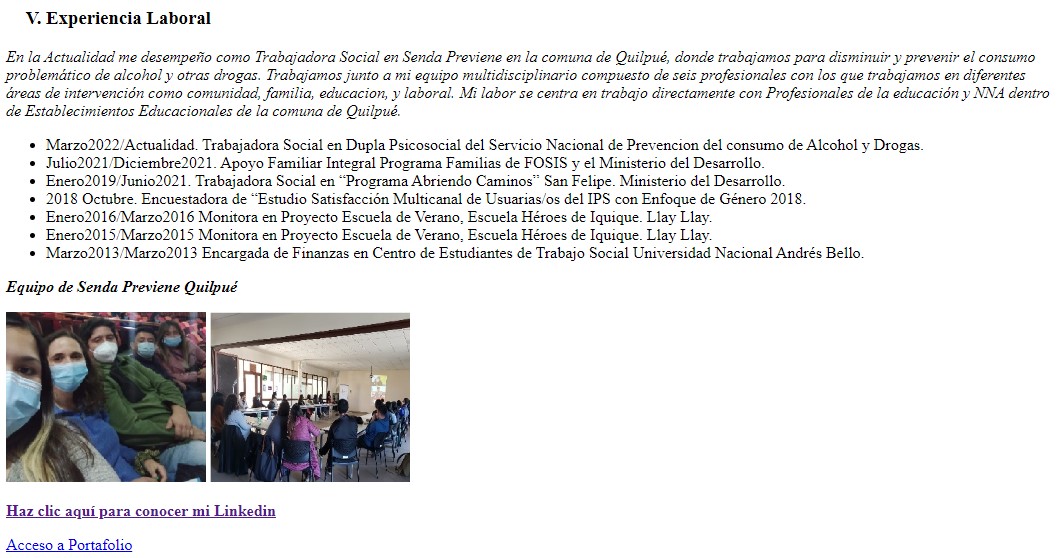 V. Experiencia Laboral
En la Actualidad me desempeño como Trabajadora Social en Senda Previene en la comuna de Quilpué, donde trabajamos para disminuir y prevenir el consumo
problemático de alcohol y otras drogas. Trabajamos junto a mi equipo multidisciplinario compuesto de seis profesionales con los que trabajamos en diferentes
áreas de intervención como comunidad, familia, educacion, y laboral. Mi labor se centra en trabajo directamente con Profesionales de la educación y NNA dentro
de Establecimientos Educacionales de la comuna de Quilpué.
• Marzo2022/Actualidad. Trabajadora Social en Dupla Psicosocial del Servicio Nacional de Prevencion del consumo de Alcohol y Drogas.
• Julio2021/Diciembre2021. Apoyo Familiar Integral Programa Familias de FOSIS y el Ministerio del Desarrollo.
• Enero2019/Junio2021. Trabajadora Social en “Programa Abriendo Caminos” San Felipe. Ministerio del Desarrollo.
• 2018 Octubre. Encuestadora de “Estudio Satisfacción Multicanal de Usuarias/os del IPS con Enfoque de Género 2018.
• Enero2016/Marzo2016 Monitora en Proyecto Escuela de Verano, Escuela Héroes de Iquique. Llay Llay.
• Enero2015/Marzo2015 Monitora en Proyecto Escuela de Verano, Escuela Héroes de Iquique. Llay Llay.
• Marzo2013/Marzo2013 Encargada de Finanzas en Centro de Estudiantes de Trabajo Social Universidad Nacional Andrés Bello.
Equipo de Senda Previene Quilpué
Haz clic aquí para conocer mi Linkedin
Acceso a Portafolio